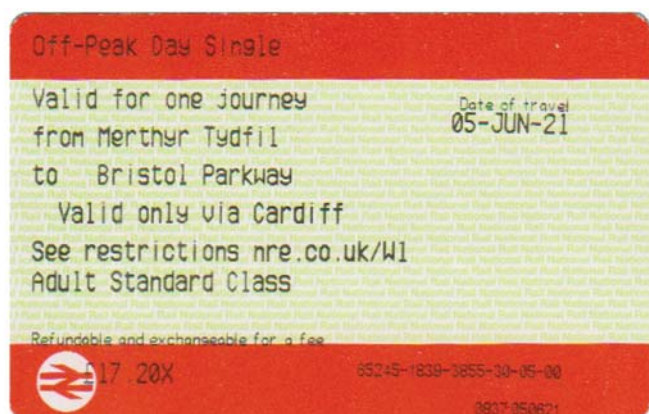 Off-Peak Day Single
Valid for one journey
Date of travel
from Merthyr Tydfil
05-JUN-21
to Bristol Parkway
Valid only via Cardiff
See restrictions nre.co.uk/W1
Adult Standard Class
Refundable and exchangeable for a fee
£17.20X
65245-1839-3855-30-05-00
0837:050621